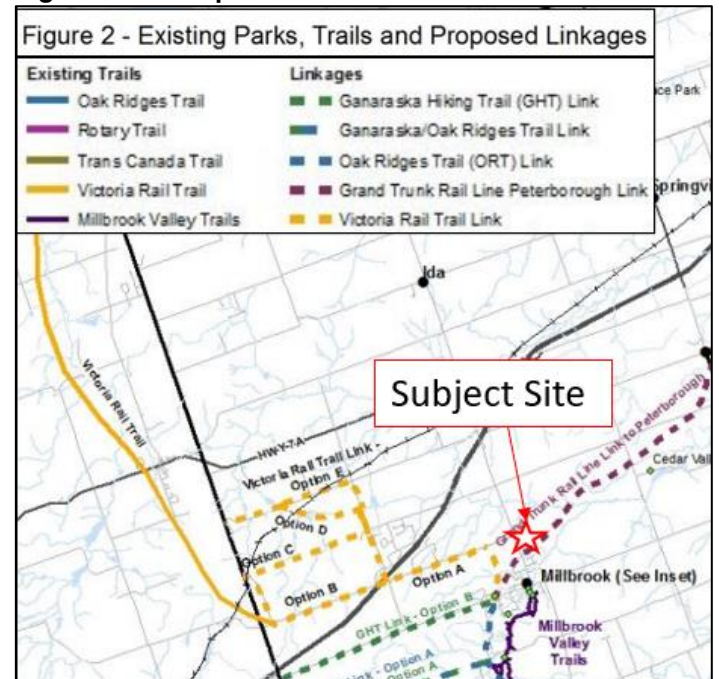 Figure 2 - Existing Parks, Trails and Proposed Linkages
Existing Trails
Oak Ridges Trail
Rotary Trail
Trans Canada Trail
Victoria Rail Trail
Millbrook Valley Trails
Linkages
Ganaraska Hiking Trail (GHT) Link
Ganaraska/Oak Ridges Trail Link
Oak Ridges Trail (ORT) Link
Grand Trunk Rail Line Peterborough Link
Victoria Rail Trail Link
ce Park
Springvi
Ida
Victoria Rail Trail
Subject Site
HWY-7A
Victoria Rail Trail Link -
Option E
Option D
Option C
Option B
Option A
Trunk Rail Line Link to Peterborough
Cedar Vall
Millbrook (See Inset)
GHT Link - Option B
Millbrook
Valley
Trails
Link - Option A
Option A